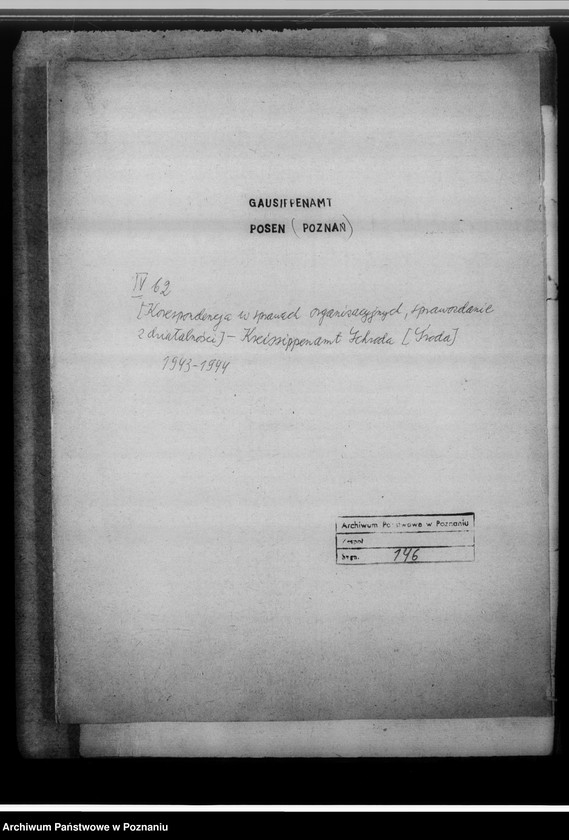 GAUSIPPENAMT
POSEN (POZNAŃ)
IV 62
[Korespondencja w sprawach organizacyjnych, sprawozdanie
z działalności] - Kreissippenamt Schroda [Środa]
1943-1944
Archiwum Państwowe w Poznaniu
Zespół
Sygn. 146
Archiwum Państwowe w Poznaniu